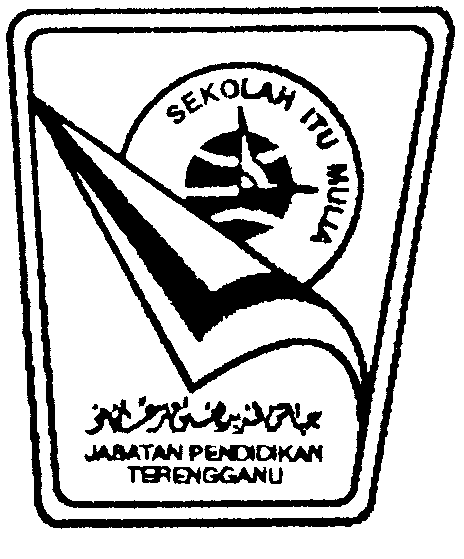 SEKOLAH ITU MULIA
JABATAN PENDIDIKAN
TERENGGANU